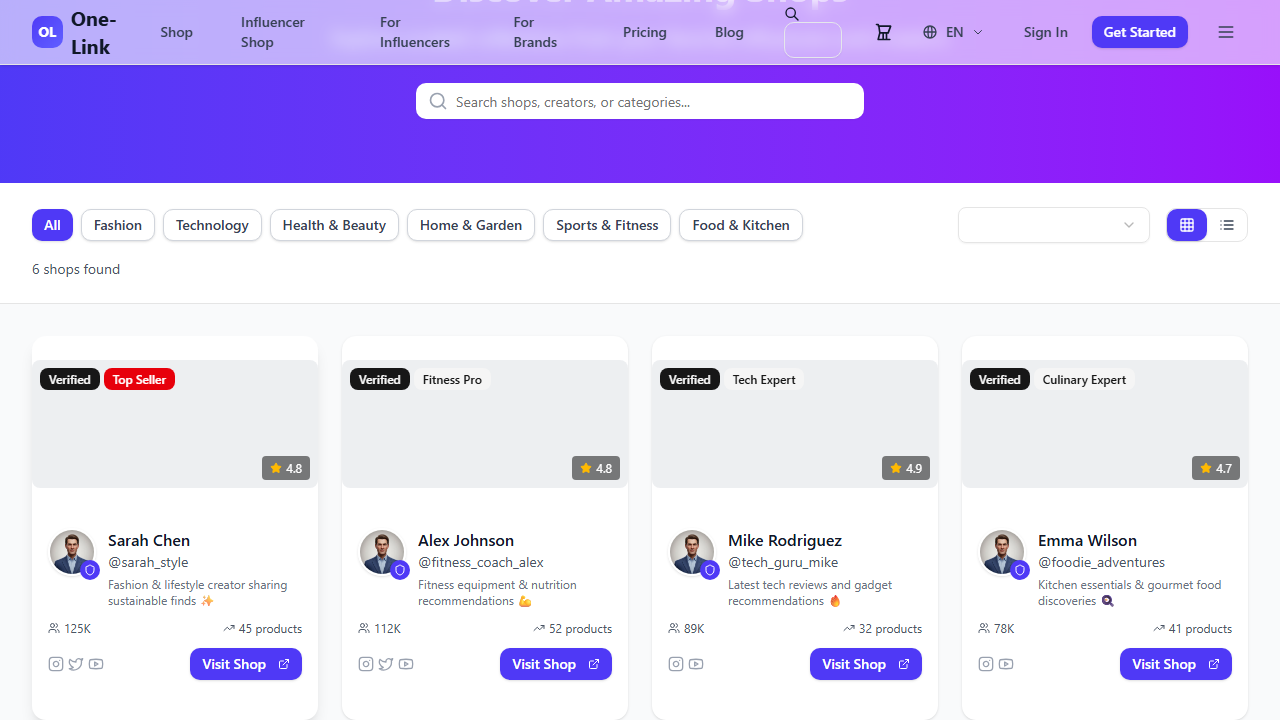 Discover Amazing Shops
OL
One-
Link
Shop
Influencer
Shop
For
Influencers
For
Brands
Pricing
Blog
EN
Sign In
Get Started
Search shops, creators, or categories...
All
Fashion
Technology
Health & Beauty
Home & Garden
Sports & Fitness
Food & Kitchen
6 shops found
Verified
Top Seller
4.8
Sarah Chen
@sarah_style
Fashion & lifestyle creator sharing
sustainable finds ✨
125K
45 products
Visit Shop
Verified
Fitness Pro
4.8
Alex Johnson
@fitness_coach_alex
Fitness equipment & nutrition
recommendations 💪
112K
52 products
Visit Shop
Verified
Tech Expert
4.9
Mike Rodriguez
@tech_guru_mike
Latest tech reviews and gadget
recommendations 🔥
89K
32 products
Visit Shop
Verified
Culinary Expert
4.7
Emma Wilson
@foodie_adventures
Kitchen essentials & gourmet food
discoveries 🍳
78K
41 products
Visit Shop